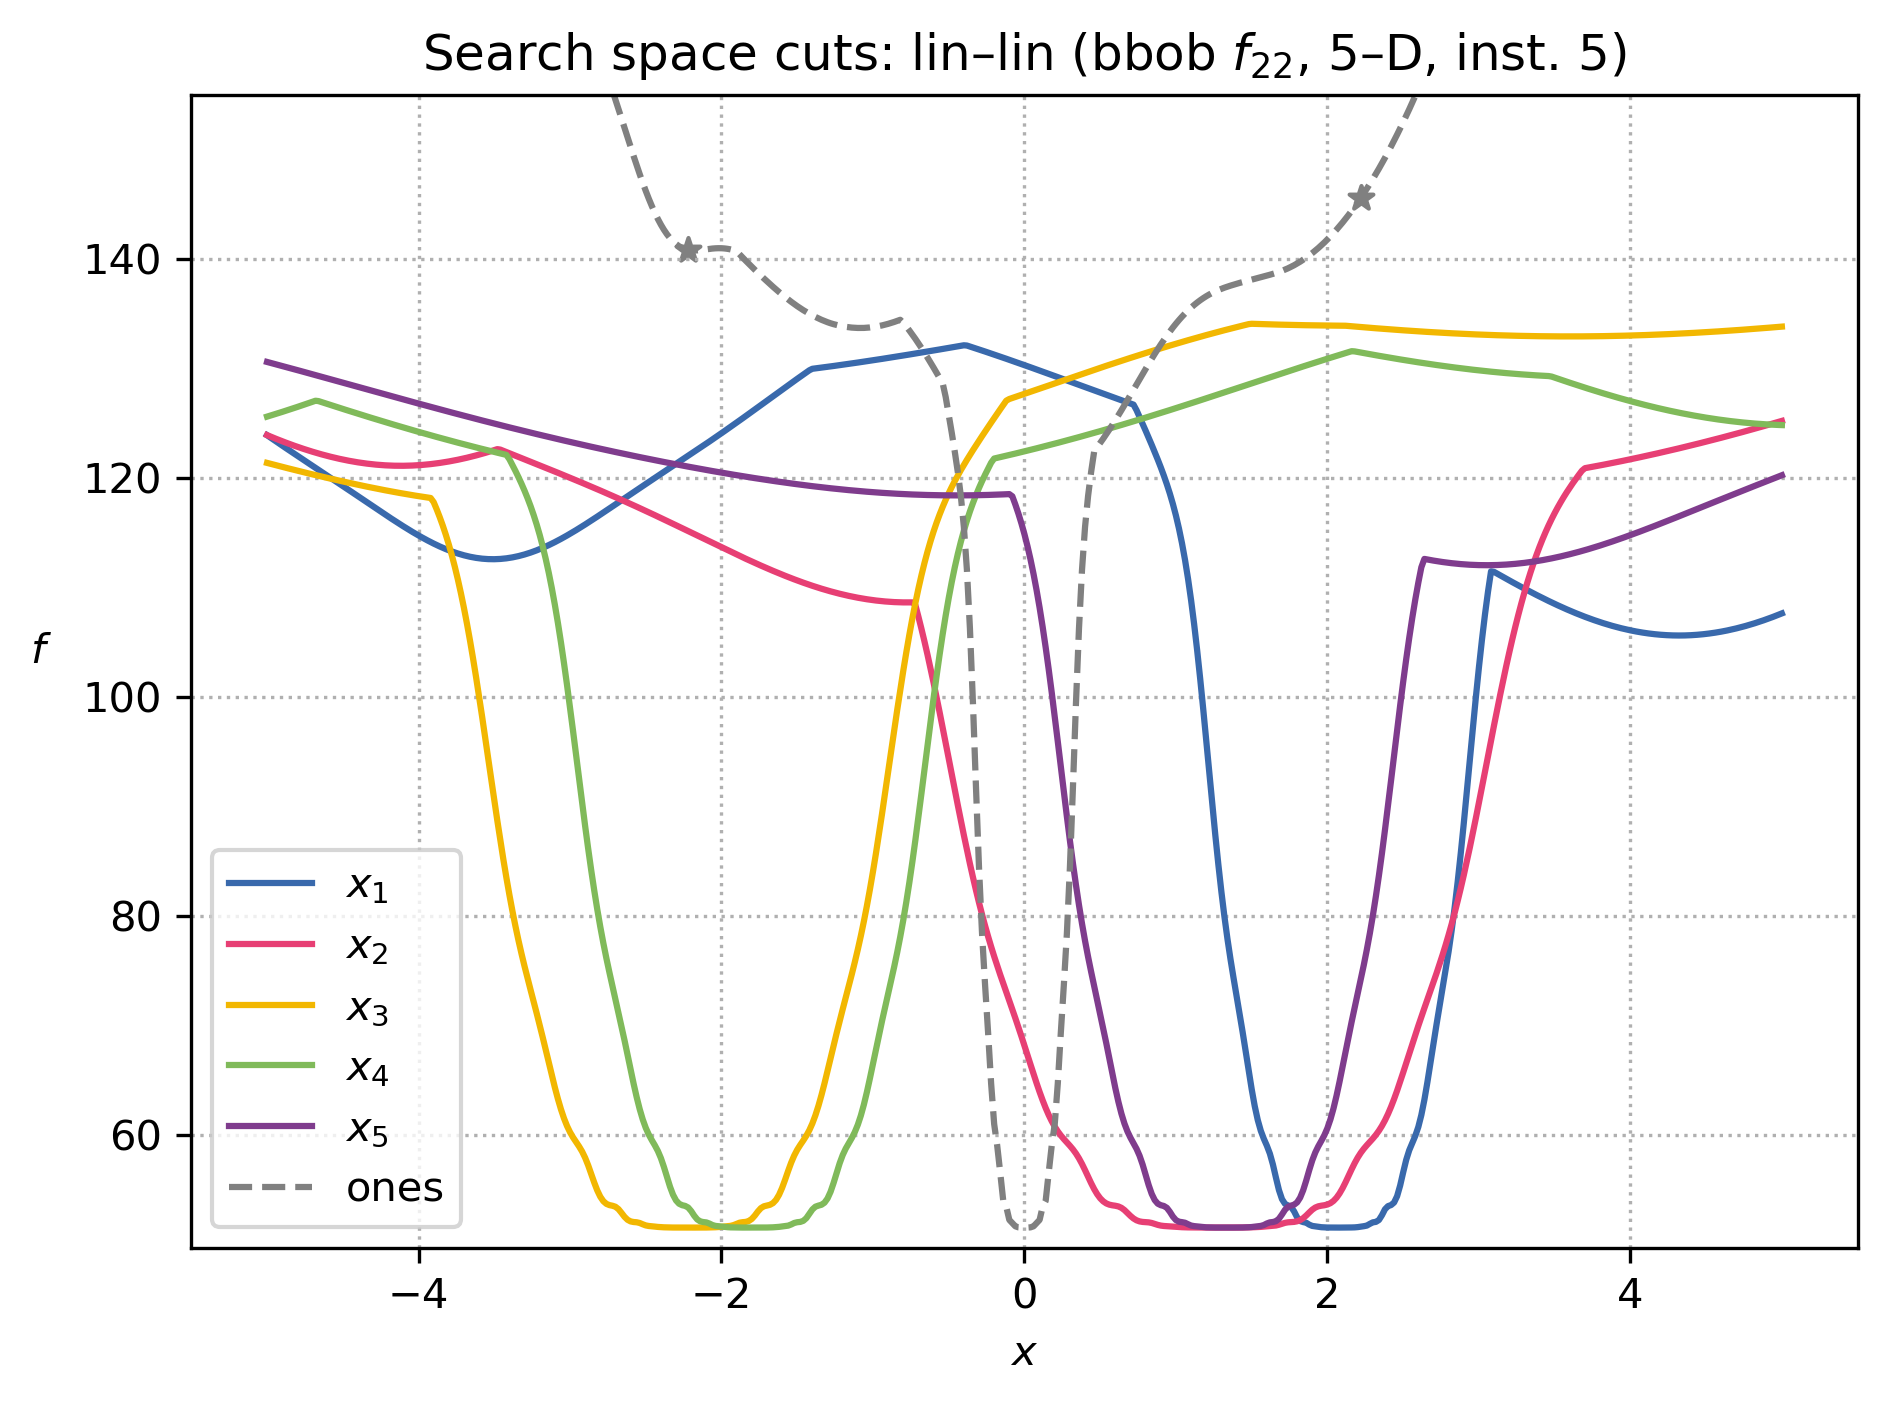 Search space cuts: lin–lin (bbob f₂₂, 5–D, inst. 5)
140
120
100
80
60
f
x₁
x₂
x₃
x₄
x₅
ones
−4 −2 0 2 4
x